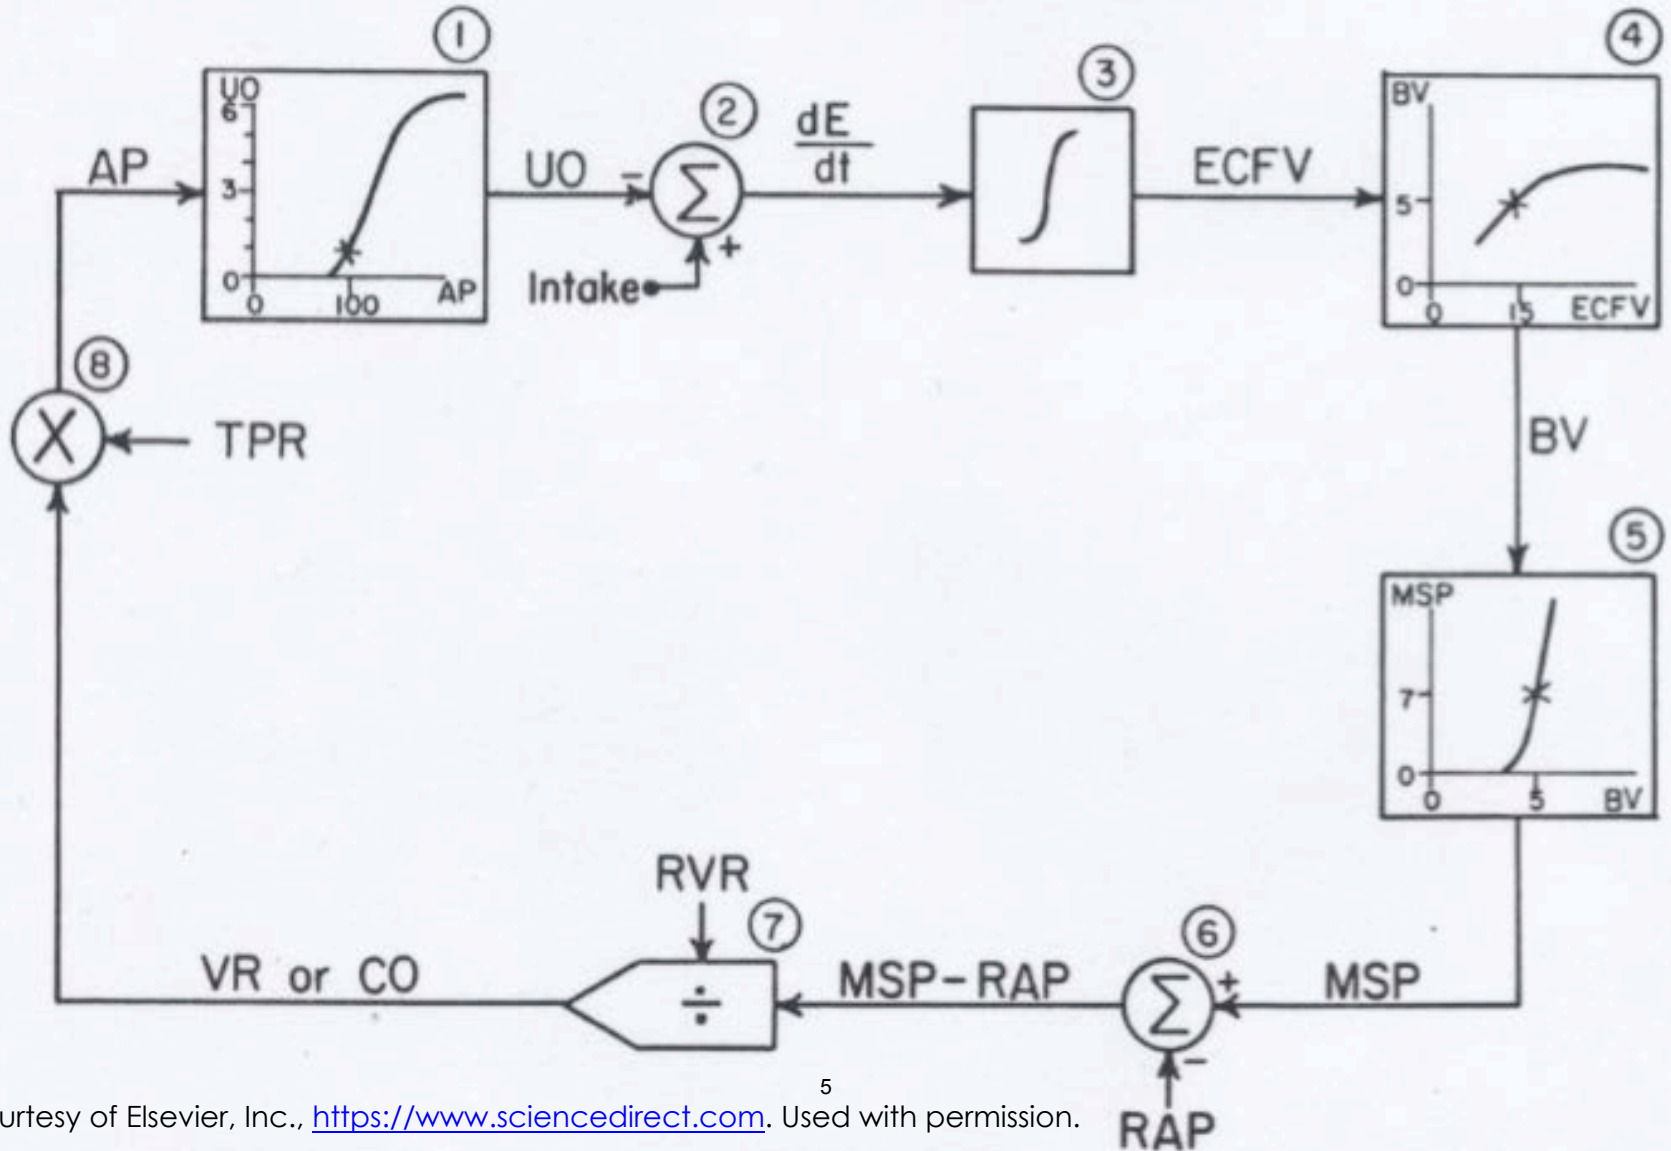 1
UO
6
3
0
0
100
AP
AP
UO
-
2
Σ
+
Intake
dE
dt
3
ECFV
4
BV
5
0
0
15
ECFV
BV
8
X
TPR
5
MSP
7
0
0
5
BV
RVR
7
÷
VR or CO
MSP-RAP
6
Σ
+
-
MSP
RAP
5
urtesy of Elsevier, Inc., https://www.sciencedirect.com. Used with permission.